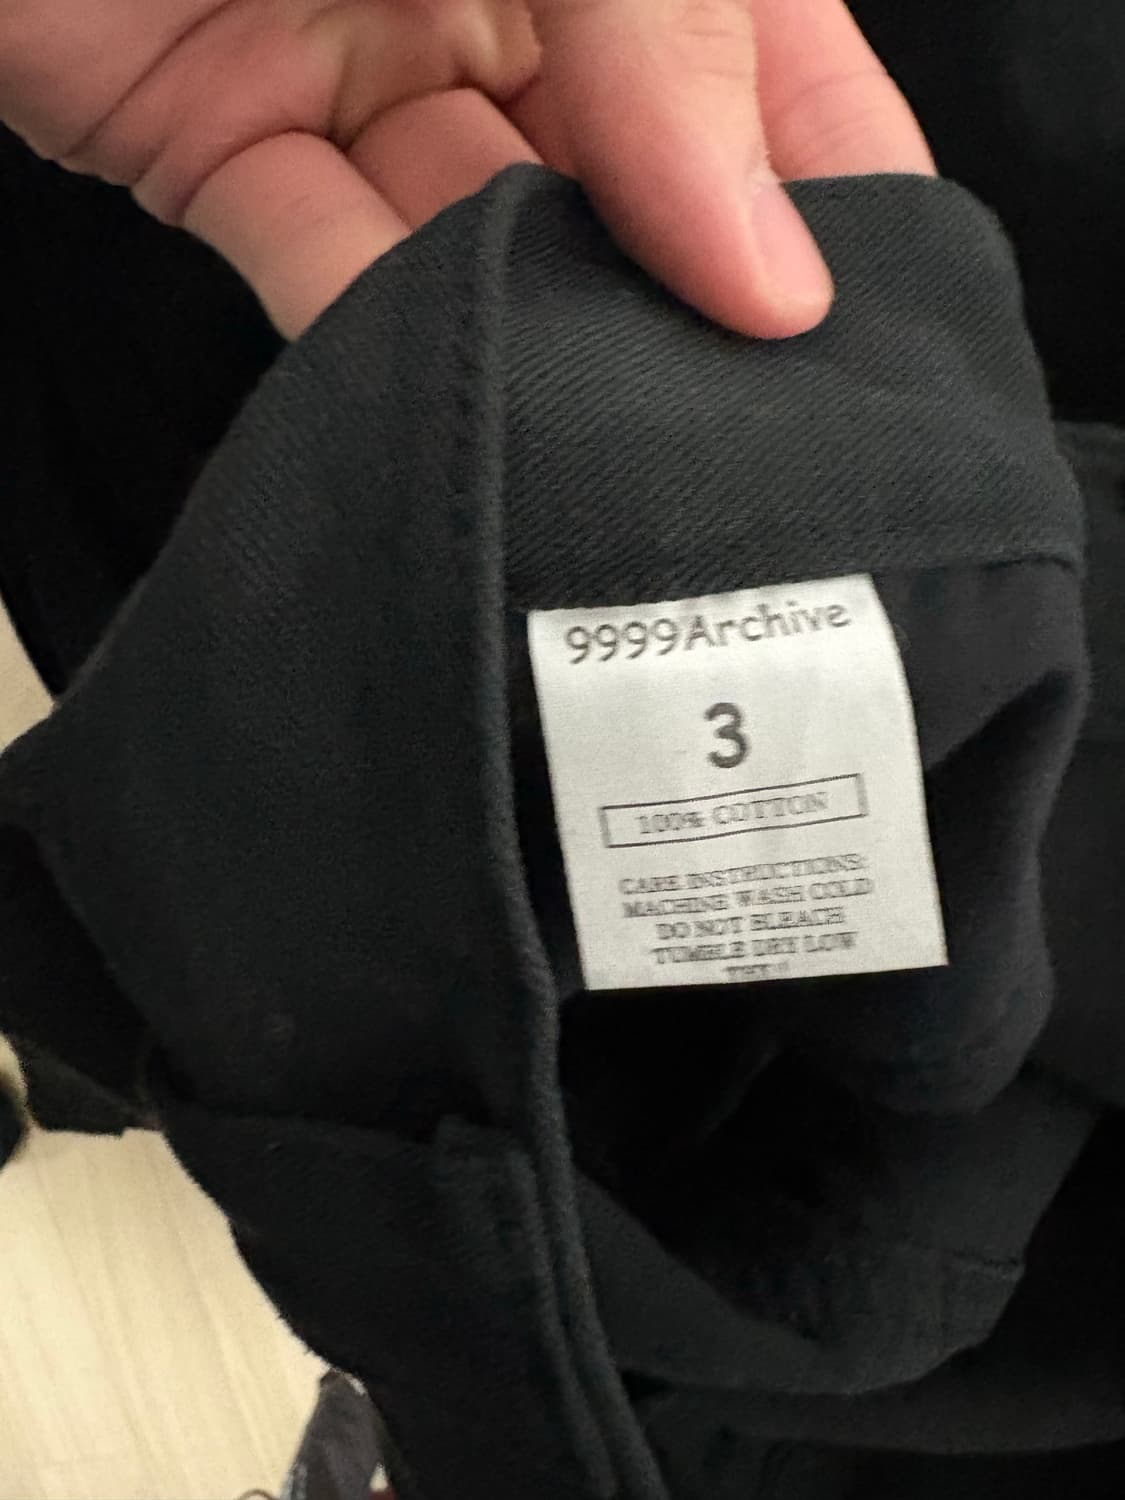 9999Archive
3
100% COTTON
CARE INSTRUCTIONS:
MACHINE WASH COLD
DO NOT BLEACH
TUMBLE DRY LOW